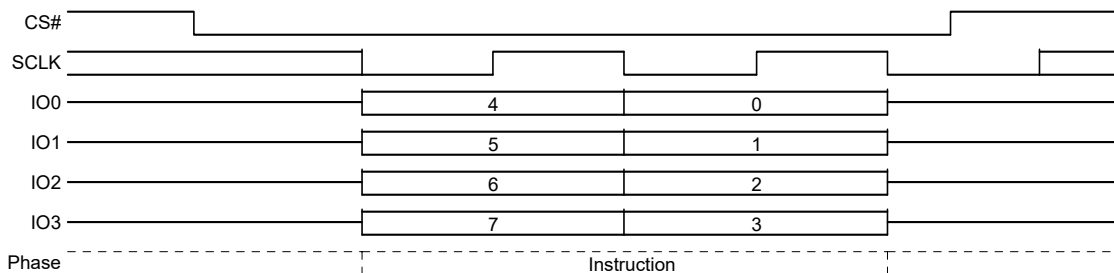 CS#
SCLK
IO0 4 0
IO1 5 1
IO2 6 2
IO3 7 3
Phase Instruction